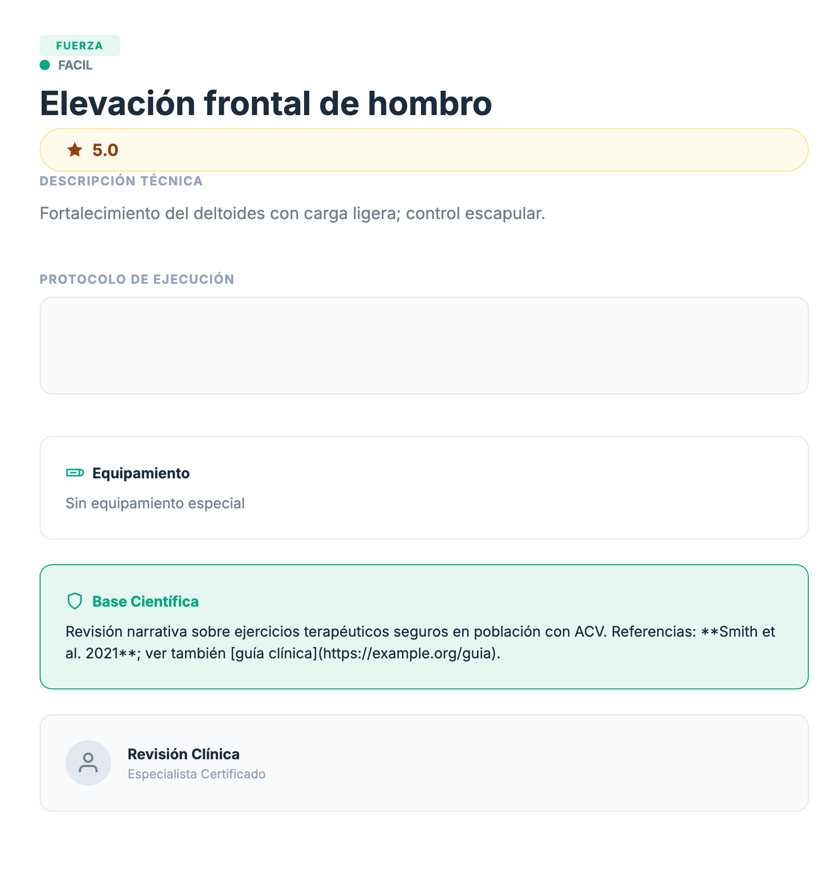 FUERZA
FACIL
Elevación frontal de hombro
5.0
DESCRIPCIÓN TÉCNICA
Fortalecimiento del deltoides con carga ligera; control escapular.
PROTOCOLO DE EJECUCIÓN
Equipamiento
Sin equipamiento especial
Base Científica
Revisión narrativa sobre ejercicios terapéuticos seguros en población con ACV. Referencias: **Smith et
al. 2021**; ver también [guía clínica](https://example.org/guia).
Revisión Clínica
Especialista Certificado